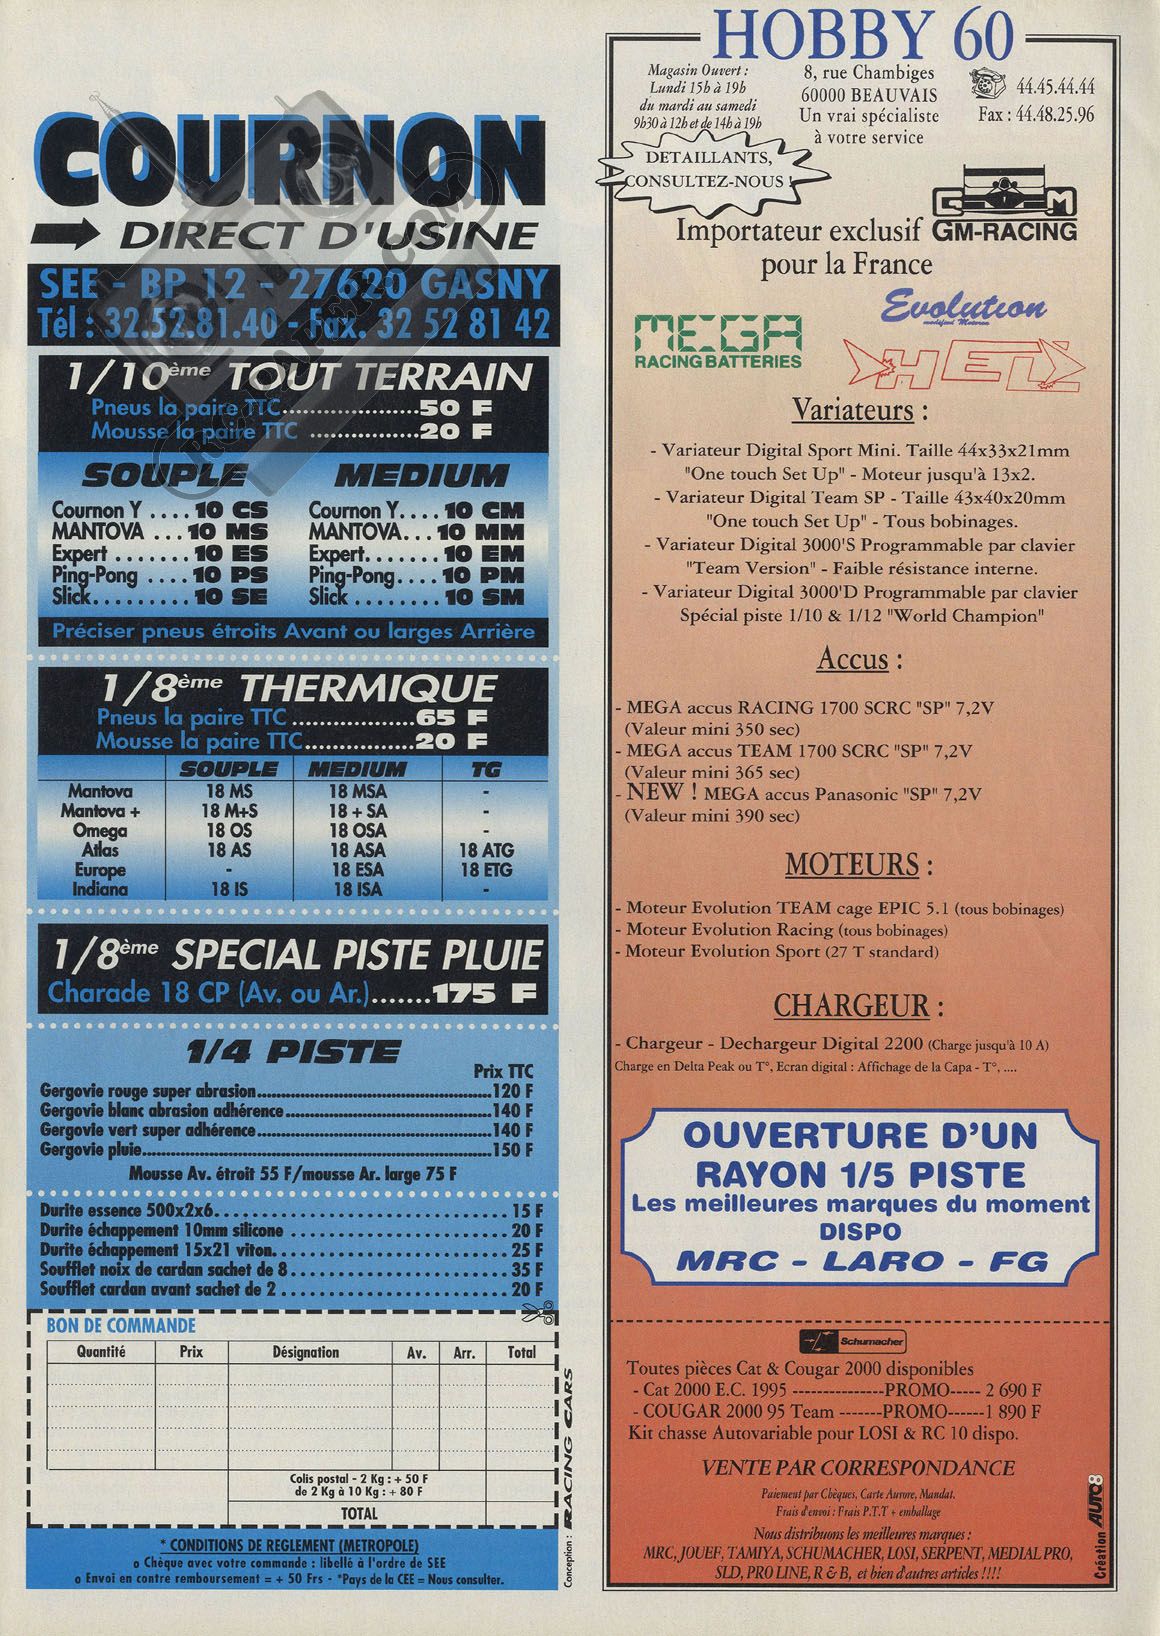 COURNON
DIRECT D'USINE
SEE - BP 12 - 27620 GASNY
Tél : 32.52.81.40 - Fax. 32 52 81 42
1/10ème TOUT TERRAIN
Pneus la paire TTC....................50 F
Mousse la paire TTC ................20 F
SOUPLE MEDIUM
Cournon Y .... 10 CS Cournon Y.... 10 CM
MANTOVA ... 10 MS MANTOVA... 10 MM
Expert ....... 10 ES Expert....... 10 EM
Ping-Pong .... 10 PS Ping-Pong.... 10 PM
Slick......... 10 SE Slick......... 10 SM
Préciser pneus étroits Avant ou larges Arrière
1/8ème THERMIQUE
Pneus la paire TTC ..................65 F
Mousse la paire TTC................20 F
SOUPLE MEDIUM TG
Mantova 18 MS 18 MSA -
Mantova + 18 M+S 18 + SA -
Omega 18 OS 18 OSA -
Atlas 18 AS 18 ASA 18 ATG
Europe - 18 ESA 18 ETG
Indiana 18 IS 18 ISA -
1/8ème SPECIAL PISTE PLUIE
Charade 18 CP (Av. ou Ar.).......175 F
1/4 PISTE
Prix TTC
Gergovie rouge super abrasion........120 F
Gergovie blanc abrasion adhérence........140 F
Gergovie vert super adhérence........140 F
Gergovie pluie........150 F
Mousse Av. étroit 55 F/mousse Ar. large 75 F
Durite essence 500x2x6........15 F
Durite échappement 10mm silicone ........20 F
Durite échappement 15x21 viton........25 F
Soufflet noix de cardan sachet de 8........35 F
Soufflet cardan avant sachet de 2 ........20 F
BON DE COMMANDE
Quantité Prix Désignation Av. Arr. Total
Colis postal - 2 Kg : + 50 F
de 2 Kg à 10 Kg : + 80 F
TOTAL
* CONDITIONS DE REGLEMENT (METROPOLE)
o Chèque avec votre commande : libellé à l'ordre de SEE
o Envoi en contre remboursement = + 50 Frs - *Pays de la CEE = Nous consulter.
Conception : RACING CARS
HOBBY 60
Magasin Ouvert :
Lundi 15h à 19h
du mardi au samedi
9h30 à 12h et de 14h à 19h
8, rue Chambiges
60000 BEAUVAIS
Un vrai spécialiste
à votre service
44.45.44.44
Fax : 44.48.25.96
DETAILLANTS,
CONSULTEZ-NOUS !
Importateur exclusif
pour la France
G M
GM-RACING
MEGA
RACING BATTERIES
Evolution
modified Motoren
HEL
Variateurs :
- Variateur Digital Sport Mini. Taille 44x33x21mm
"One touch Set Up" - Moteur jusqu'à 13x2.
- Variateur Digital Team SP - Taille 43x40x20mm
"One touch Set Up" - Tous bobinages.
- Variateur Digital 3000'S Programmable par clavier
"Team Version" - Faible résistance interne.
- Variateur Digital 3000'D Programmable par clavier
Spécial piste 1/10 & 1/12 "World Champion"
Accus :
- MEGA accus RACING 1700 SCRC "SP" 7,2V
(Valeur mini 350 sec)
- MEGA accus TEAM 1700 SCRC "SP" 7,2V
(Valeur mini 365 sec)
- NEW ! MEGA accus Panasonic "SP" 7,2V
(Valeur mini 390 sec)
MOTEURS :
- Moteur Evolution TEAM cage EPIC 5.1 (tous bobinages)
- Moteur Evolution Racing (tous bobinages)
- Moteur Evolution Sport (27 T standard)
CHARGEUR :
- Chargeur - Dechargeur Digital 2200 (Charge jusqu'à 10 A)
Charge en Delta Peak ou T°, Ecran digital : Affichage de la Capa - T°, ....
OUVERTURE D'UN
RAYON 1/5 PISTE
Les meilleures marques du moment
DISPO
MRC - LARO - FG
Schumacher
Toutes pièces Cat & Cougar 2000 disponibles
- Cat 2000 E.C. 1995 ---------------PROMO----- 2 690 F
- COUGAR 2000 95 Team -------PROMO------1 890 F
Kit chasse Autovariable pour LOSI & RC 10 dispo.
VENTE PAR CORRESPONDANCE
Paiement par Chèques, Carte Aurore, Mandat.
Frais d'envoi : Frais P.T.T + emballage
Nous distribuons les meilleures marques :
MRC, JOUEF, TAMIYA, SCHUMACHER, LOSI, SERPENT, MEDIAL PRO,
SLD, PRO LINE, R & B, et bien d'autres articles !!!!
Création AUTO8